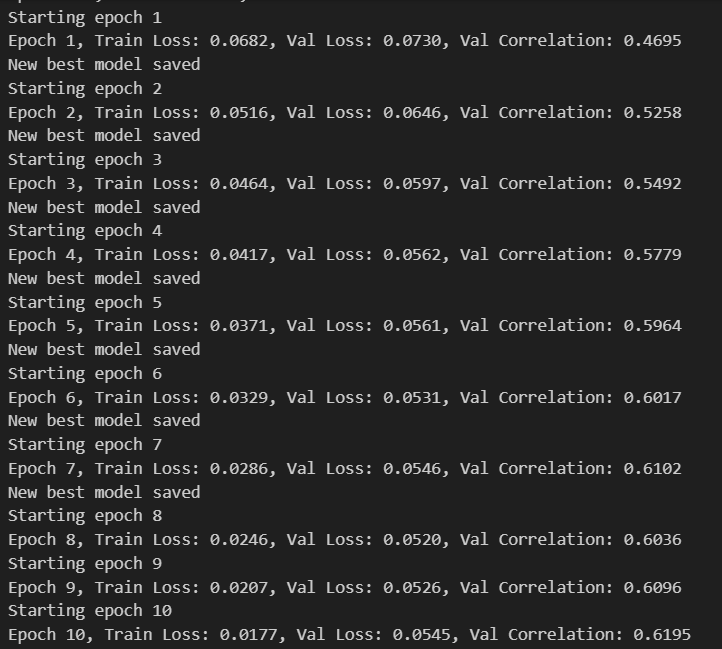 Starting epoch 1
Epoch 1, Train Loss: 0.0682, Val Loss: 0.0730, Val Correlation: 0.4695
New best model saved
Starting epoch 2
Epoch 2, Train Loss: 0.0516, Val Loss: 0.0646, Val Correlation: 0.5258
New best model saved
Starting epoch 3
Epoch 3, Train Loss: 0.0464, Val Loss: 0.0597, Val Correlation: 0.5492
New best model saved
Starting epoch 4
Epoch 4, Train Loss: 0.0417, Val Loss: 0.0562, Val Correlation: 0.5779
New best model saved
Starting epoch 5
Epoch 5, Train Loss: 0.0371, Val Loss: 0.0561, Val Correlation: 0.5964
New best model saved
Starting epoch 6
Epoch 6, Train Loss: 0.0329, Val Loss: 0.0531, Val Correlation: 0.6017
New best model saved
Starting epoch 7
Epoch 7, Train Loss: 0.0286, Val Loss: 0.0546, Val Correlation: 0.6102
New best model saved
Starting epoch 8
Epoch 8, Train Loss: 0.0246, Val Loss: 0.0520, Val Correlation: 0.6036
Starting epoch 9
Epoch 9, Train Loss: 0.0207, Val Loss: 0.0526, Val Correlation: 0.6096
Starting epoch 10
Epoch 10, Train Loss: 0.0177, Val Loss: 0.0545, Val Correlation: 0.6195